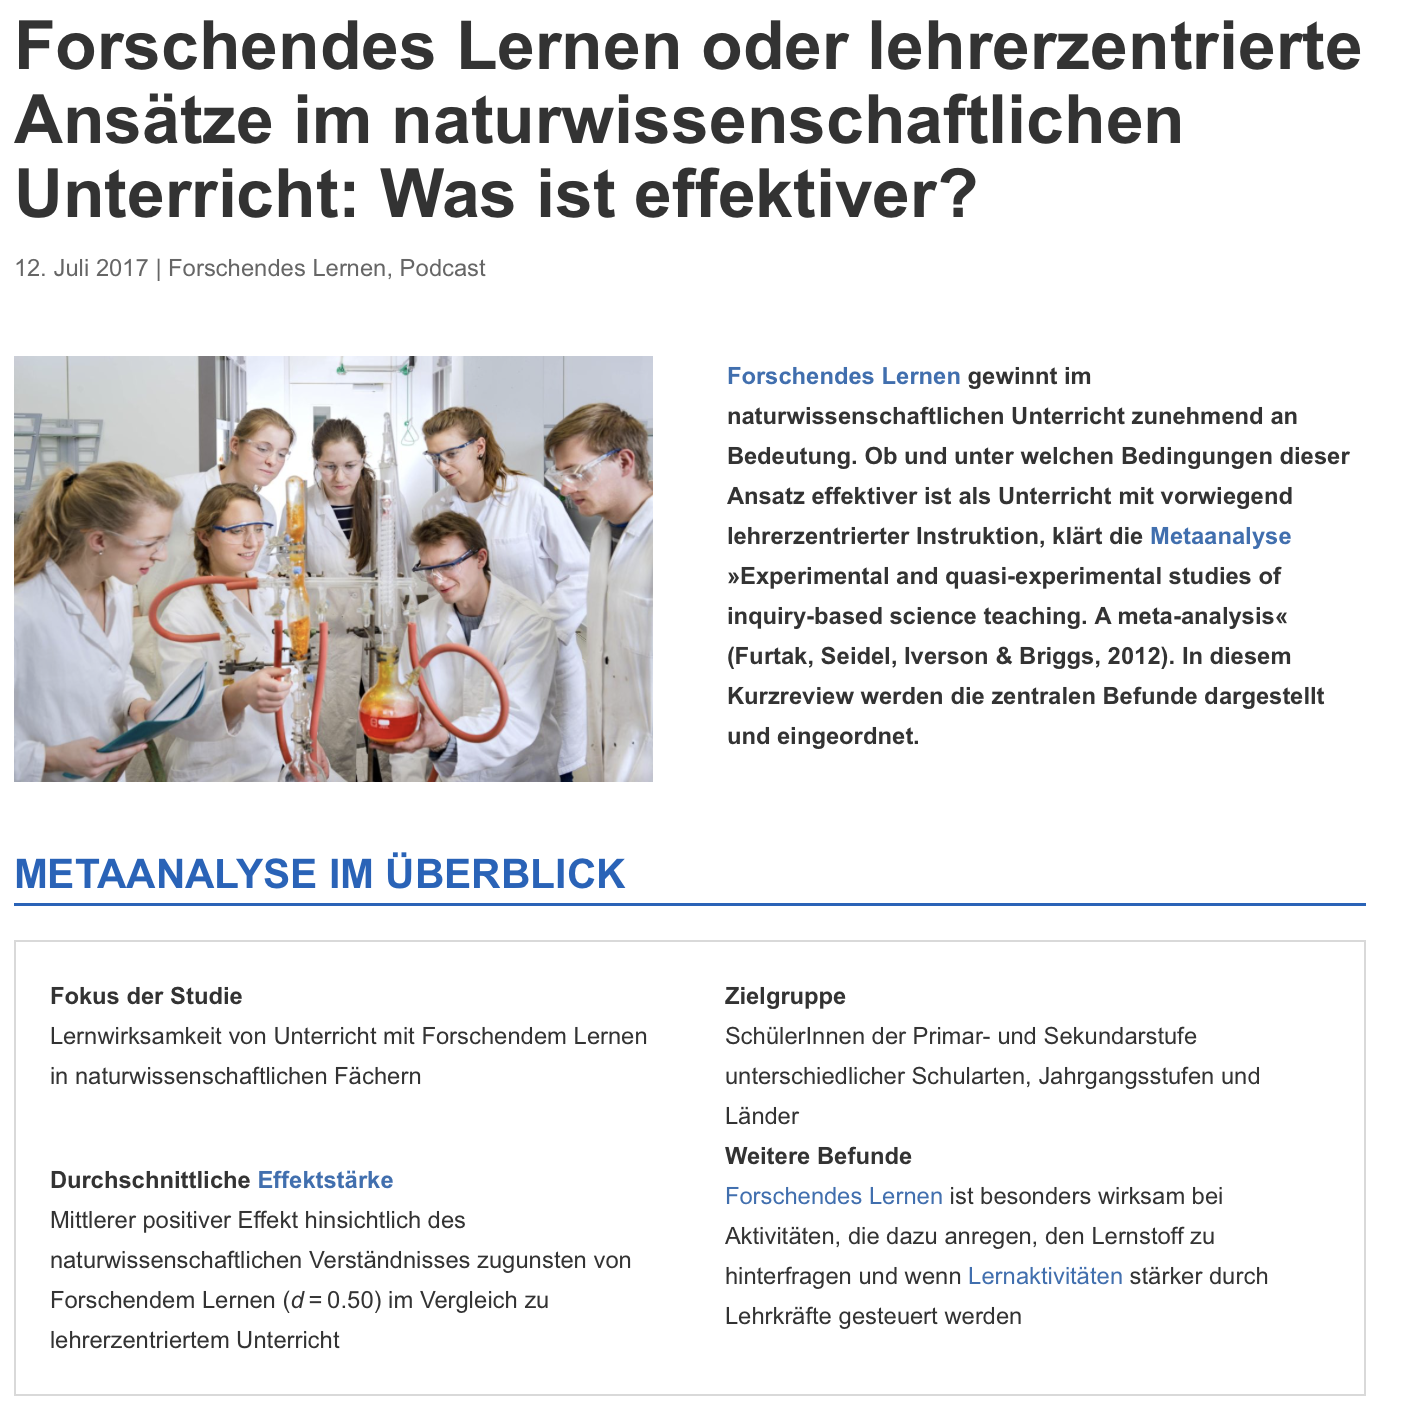 Forschendes Lernen oder lehrerzentrierte
Ansätze im naturwissenschaftlichen
Unterricht: Was ist effektiver?
12. Juli 2017 | Forschendes Lernen, Podcast
Forschendes Lernen gewinnt im
naturwissenschaftlichen Unterricht zunehmend an
Bedeutung. Ob und unter welchen Bedingungen dieser
Ansatz effektiver ist als Unterricht mit vorwiegend
lehrerzentrierter Instruktion, klärt die Metaanalyse
»Experimental and quasi-experimental studies of
inquiry-based science teaching. A meta-analysis«
(Furtak, Seidel, Iverson & Briggs, 2012). In diesem
Kurzreview werden die zentralen Befunde dargestellt
und eingeordnet.
METAANALYSE IM ÜBERBLICK
Fokus der Studie
Lernwirksamkeit von Unterricht mit Forschendem Lernen
in naturwissenschaftlichen Fächern
Durchschnittliche Effektstärke
Mittlerer positiver Effekt hinsichtlich des
naturwissenschaftlichen Verständnisses zugunsten von
Forschendem Lernen (d = 0.50) im Vergleich zu
lehrerzentriertem Unterricht
Zielgruppe
SchülerInnen der Primar- und Sekundarstufe
unterschiedlicher Schularten, Jahrgangsstufen und
Länder
Weitere Befunde
Forschendes Lernen ist besonders wirksam bei
Aktivitäten, die dazu anregen, den Lernstoff zu
hinterfragen und wenn Lernaktivitäten stärker durch
Lehrkräfte gesteuert werden